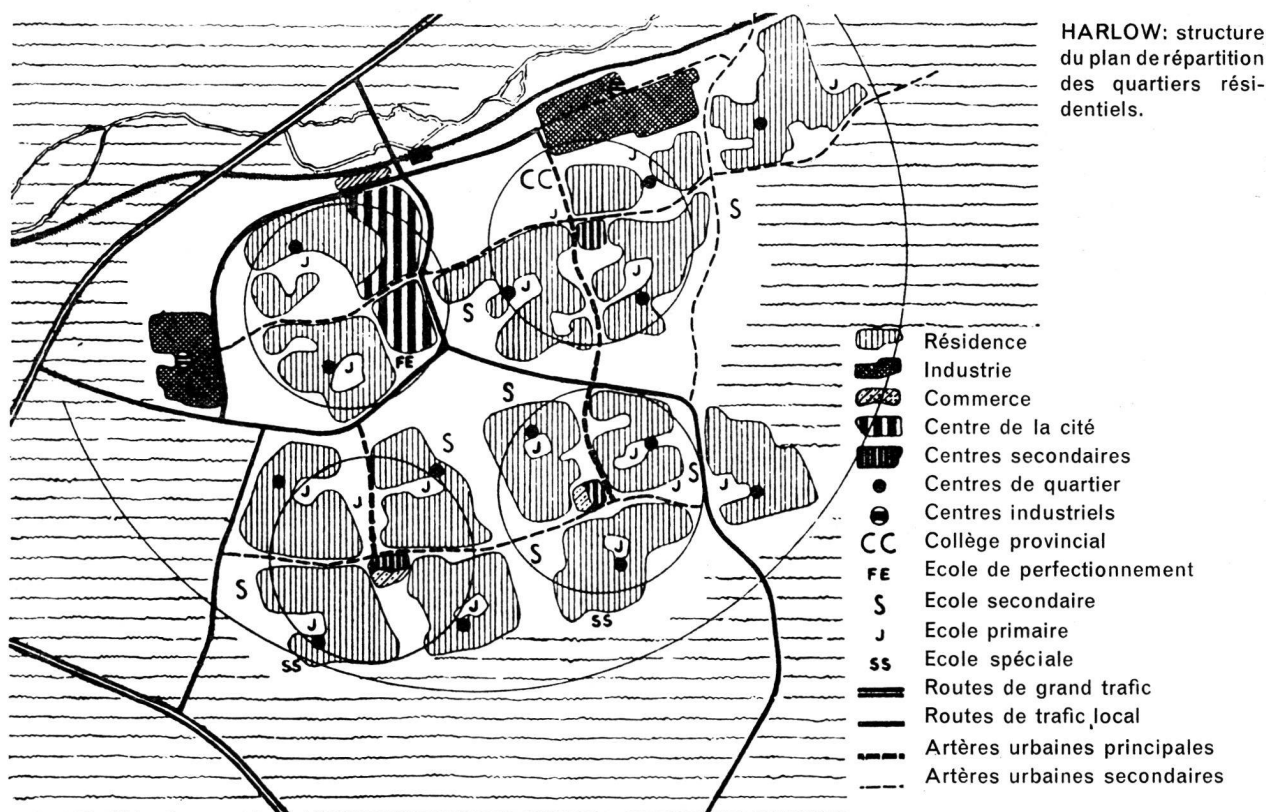 HARLOW: structure
du plan de répartition
des quartiers rési-
dentiels.
J
J
CC
J
S
J
J
S
J
J
J
FE
S
S
J
J
J
J
J
J
S
J
S
J
S
J
J
J
SS
SS
Résidence
Industrie
Commerce
Centre de la cité
Centres secondaires
Centres de quartier
Centres industriels
CC Collège provincial
FE Ecole de perfectionnement
S Ecole secondaire
J Ecole primaire
SS Ecole spéciale
Routes de grand trafic
Routes de trafic local
Artères urbaines principales
Artères urbaines secondaires